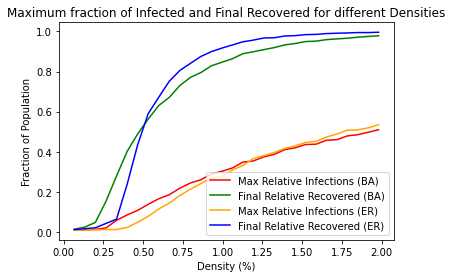 Maximum fraction of Infected and Final Recovered for different Densities
1.0
0.8
0.6
0.4
0.2
0.0
Fraction of Population
Max Relative Infections (BA)
Final Relative Recovered (BA)
Max Relative Infections (ER)
Final Relative Recovered (ER)
0.00 0.25 0.50 0.75 1.00 1.25 1.50 1.75 2.00
Density (%)